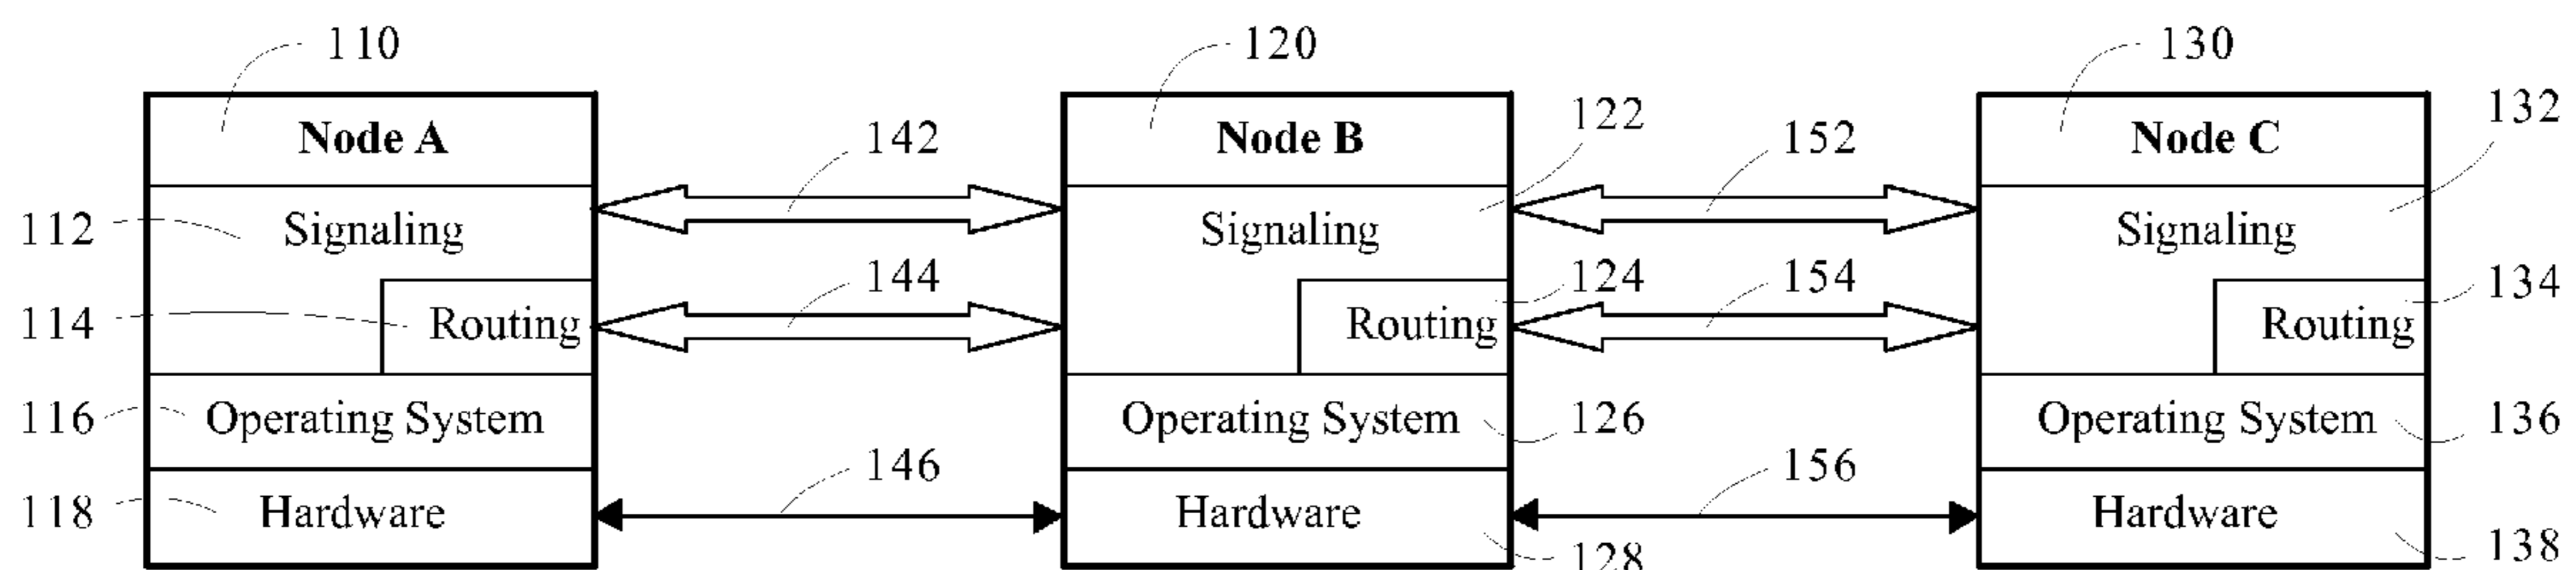 110
120
130
Node A
Node B
Node C
142
122
152
132
112
Signaling
Signaling
Signaling
144
124
154
134
114
Routing
Routing
Routing
116
Operating System
Operating System
126
Operating System
136
146
156
118
Hardware
Hardware
128
Hardware
138